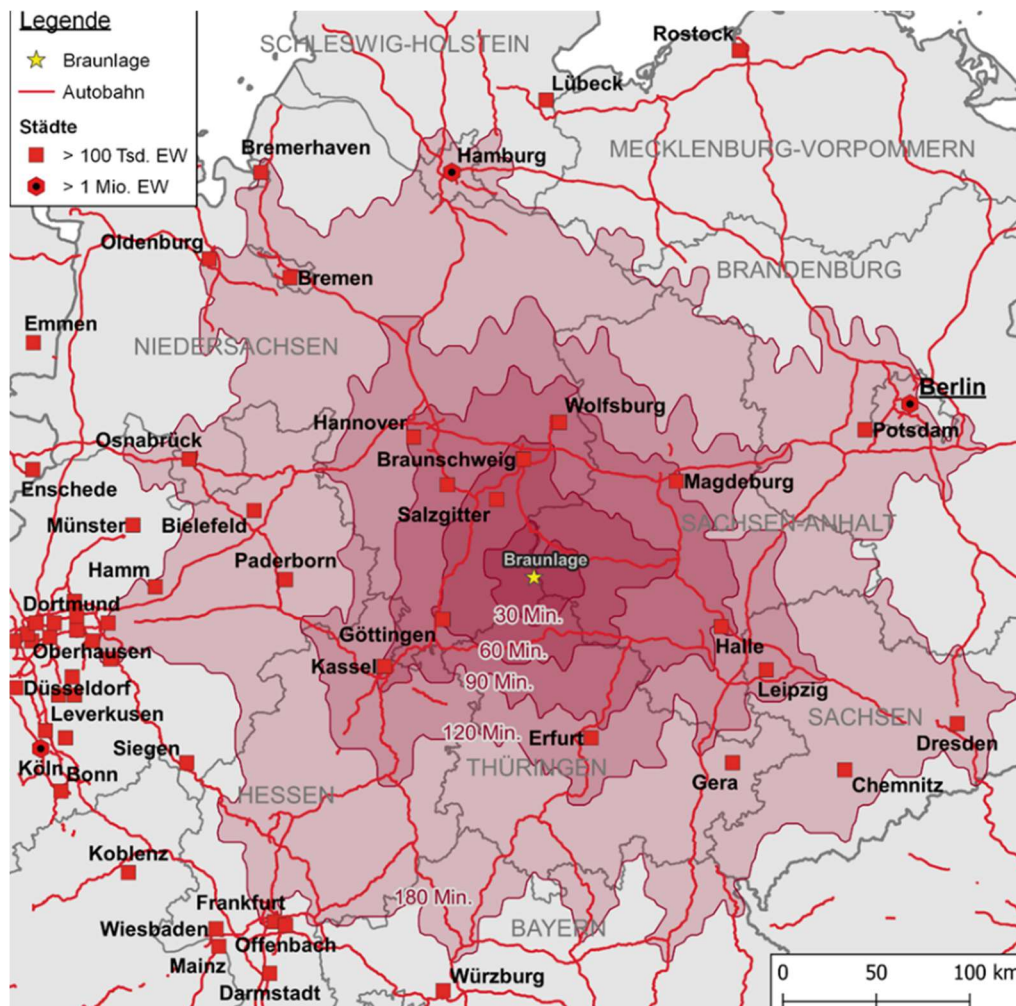 Legende
Braunlage
Autobahn
Städte
> 100 Tsd. EW
> 1 Mio. EW
SCHLESWIG-HOLSTEIN
Rostock
Lübeck
Bremerhaven
Hamburg
MECKLENBURG-VORPOMMERN
Oldenburg
Bremen
BRANDENBURG
Emmen
NIEDERSACHSEN
Berlin
Wolfsburg
Hannover
Potsdam
Osnabrück
Braunschweig
Magdeburg
Enschede
Salzgitter
Münster
Bielefeld
SACHSEN-ANHALT
Braunlage
Paderborn
Hamm
Dortmund
30 Min.
Göttingen
Halle
Oberhausen
60 Min.
Kassel
90 Min.
Düsseldorf
Leipzig
Leverkusen
SACHSEN
120 Min.
Erfurt
Dresden
Siegen
Köln
Bonn
THÜRINGEN
Gera
Chemnitz
HESSEN
Koblenz
180 Min.
Frankfurt
Wiesbaden
BAYERN
Offenbach
Mainz
Würzburg
Darmstadt
0 50 100 km